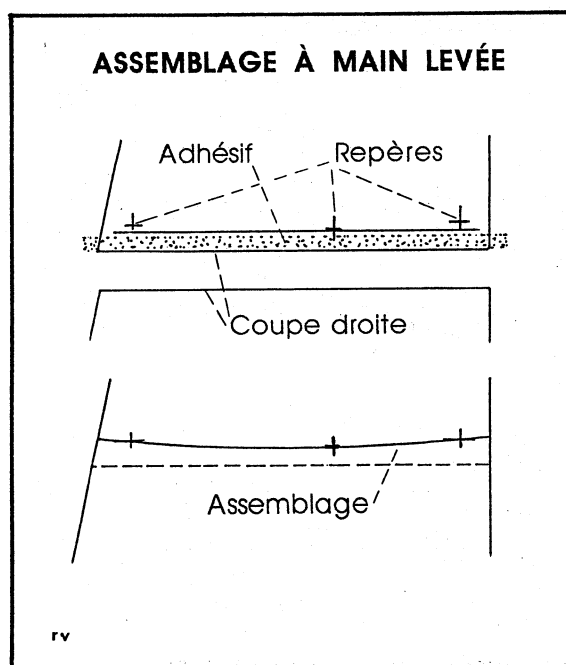 ASSEMBLAGE À MAIN LEVÉE
Adhésif
Repères
Coupe droite
Assemblage
rv